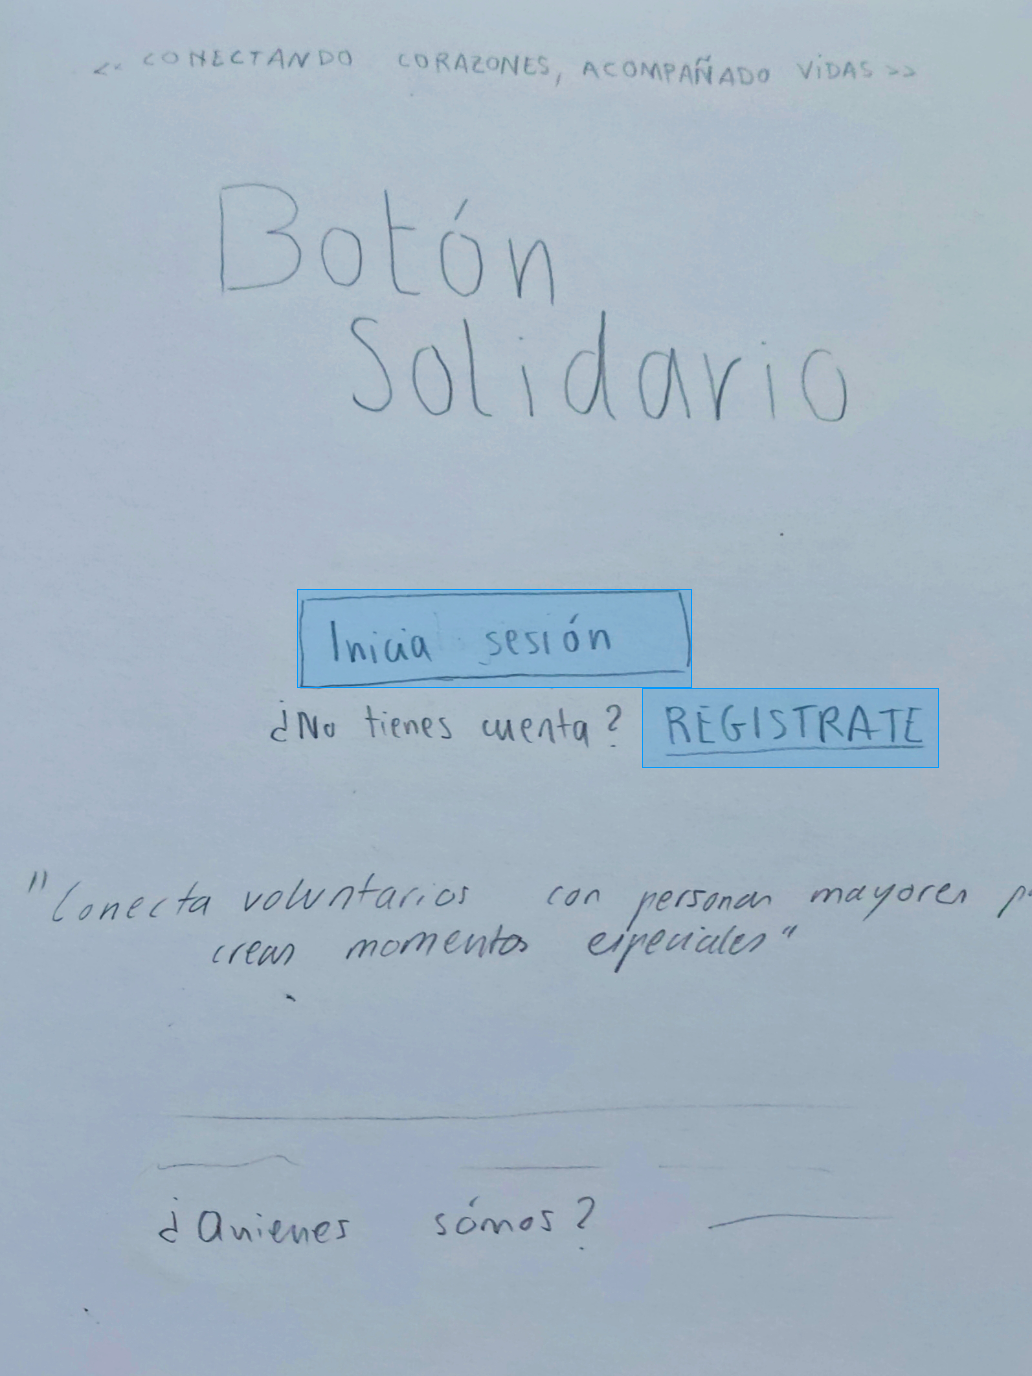 << CONECTANDO CORAZONES, ACOMPAÑADO VIDAS >>
Botón
Solidario
Inicia sesión
¿No tienes cuenta? REGISTRATE
"Conecta voluntarios con personas mayores
crear momentos especiales"
¿Quienes sómos?